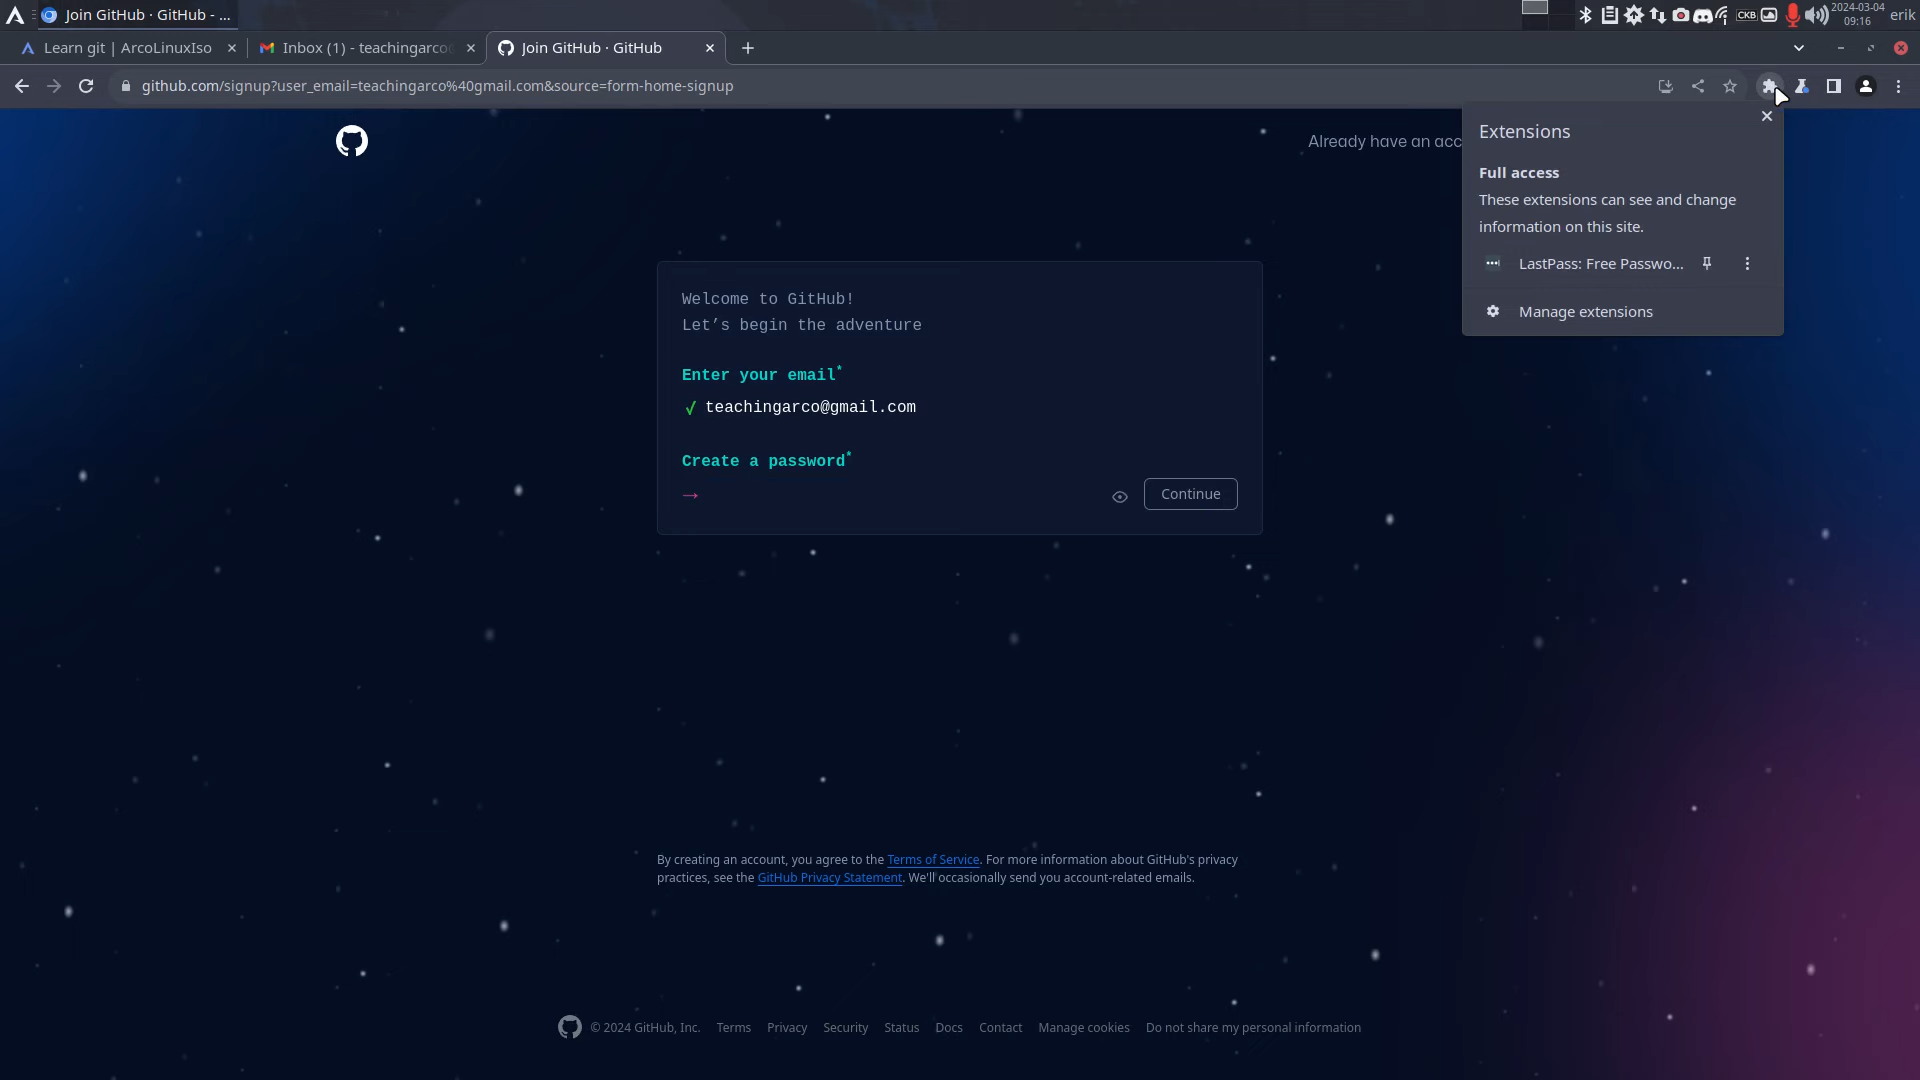 Join GitHub · GitHub - ...
CKB
2024-03-04
09:16
erik
Learn git | ArcoLinuxIso
Inbox (1) - teachingarco
Join GitHub · GitHub
github.com/signup?user_email=teachingarco%40gmail.com&source=form-home-signup
Already have an acc
Extensions
Full access
These extensions can see and change
information on this site.
LastPass: Free Passwo...
Manage extensions
Welcome to GitHub!
Let’s begin the adventure
Enter your email*
✓ teachingarco@gmail.com
Create a password*
→
Continue
By creating an account, you agree to the Terms of Service. For more information about GitHub's privacy
practices, see the GitHub Privacy Statement. We'll occasionally send you account-related emails.
© 2024 GitHub, Inc. Terms Privacy Security Status Docs Contact Manage cookies Do not share my personal information